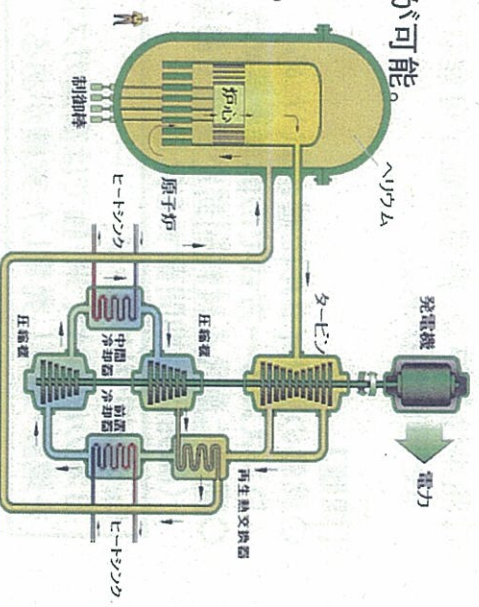 が可能。
ヘリウム
炉心
制御棒
原子炉
発電機
電力
タービン
ヒートシンク
圧縮機
中間
冷却器
圧縮機
前置
冷却器
再生熱交換器
ヒートシンク